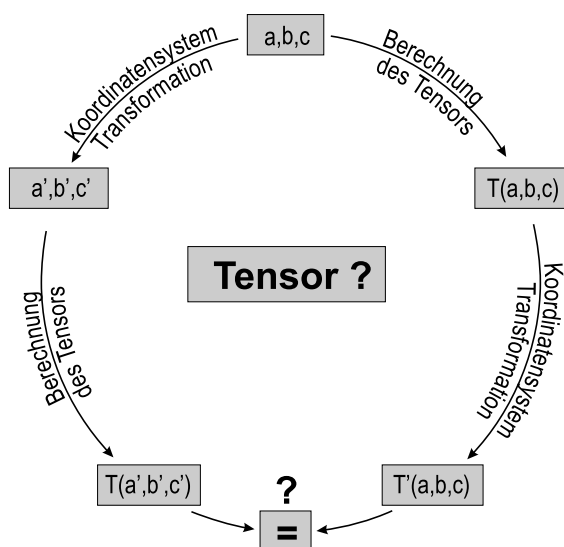 a,b,c
Koordinatensystem
Transformation
Berechnung
des Tensors
a’,b’,c’
T(a,b,c)
Tensor ?
Berechnung
des Tensors
Koordinatensystem
Transformation
T(a’,b’,c’)
T’(a,b,c)
?
=